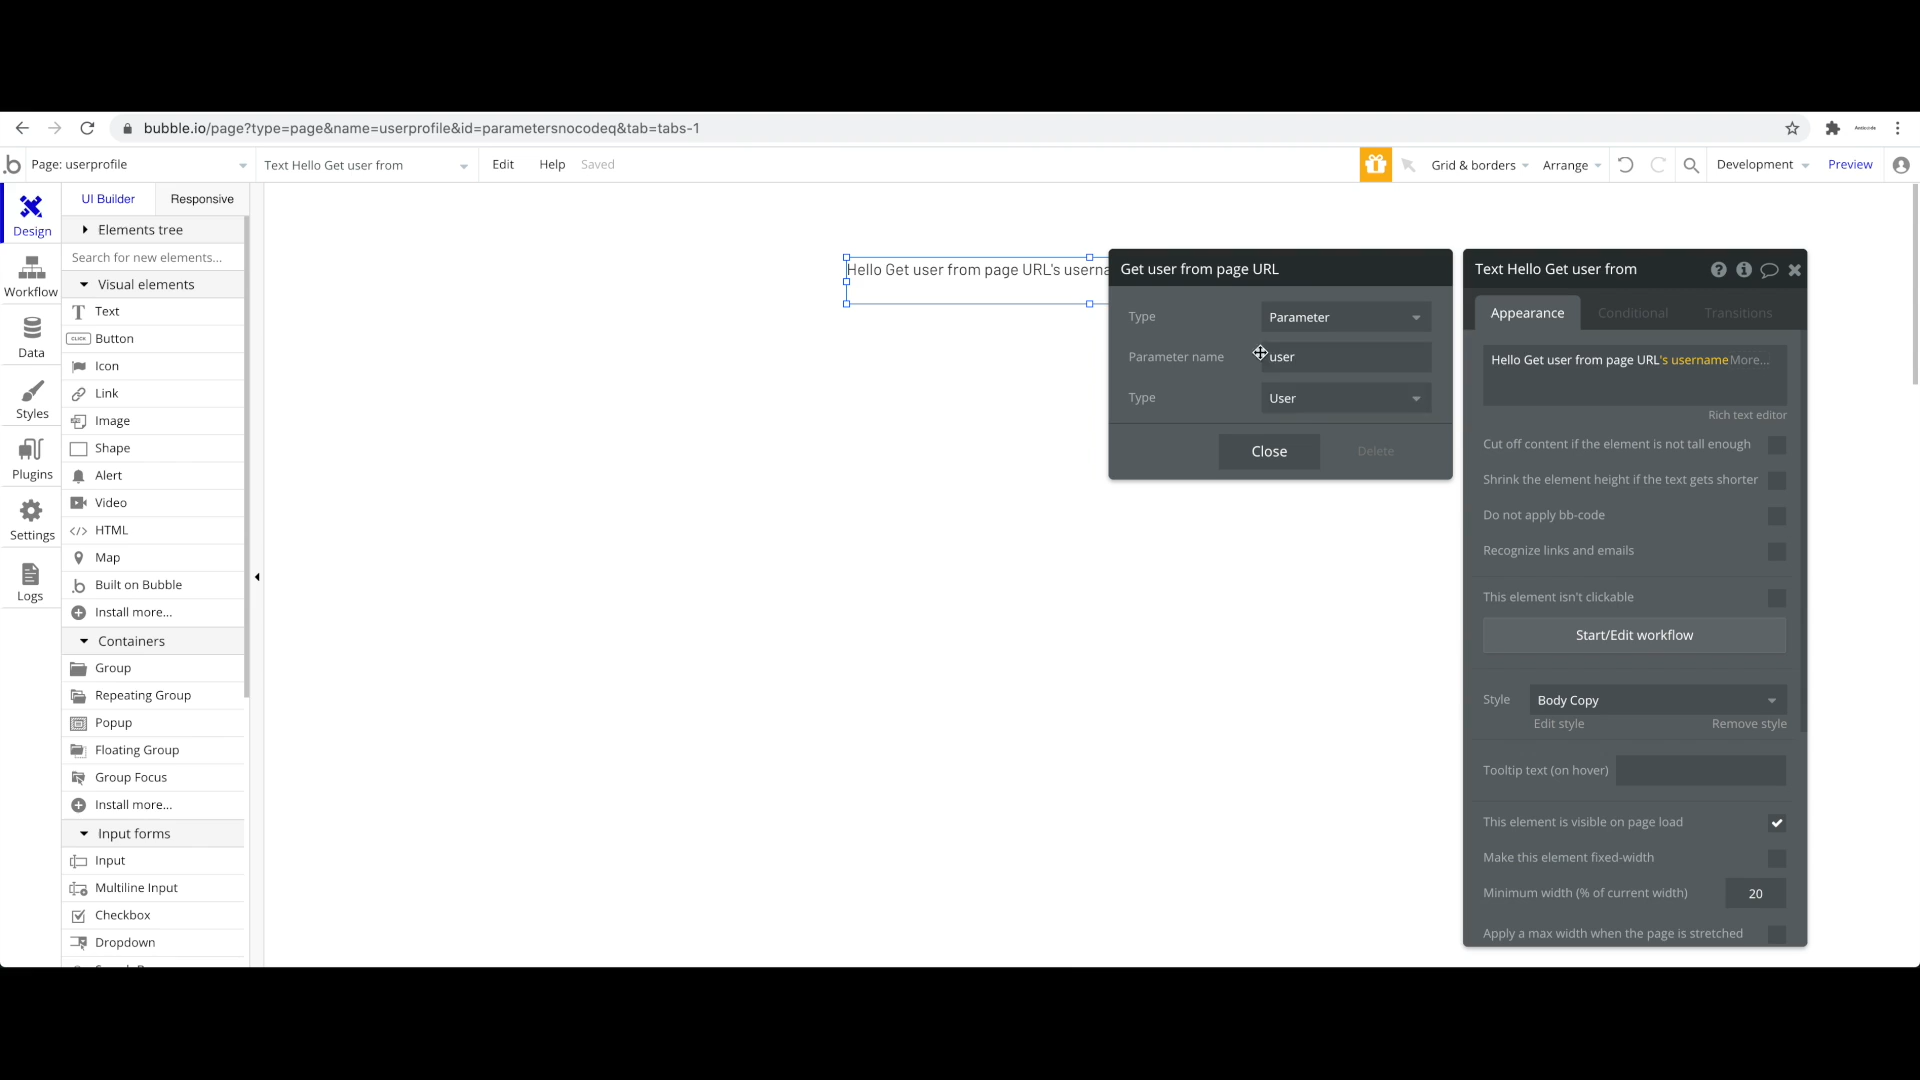 bubble.io/page?type=page&name=userprofile&id=parametersnocodeq&tab=tabs-1
Page: userprofile
Text Hello Get user from
Edit
Help
Saved
Grid & borders
Arrange
Development
Preview
Design
Workflow
Data
Styles
Plugins
Settings
Logs
UI Builder
Responsive
Elements tree
Search for new elements...
Visual elements
Text
CLICK
Button
Icon
Link
Image
Shape
Alert
Video
HTML
Map
Built on Bubble
Install more...
Containers
Group
Repeating Group
Popup
Floating Group
Group Focus
Install more...
Input forms
Input
Multiline Input
Checkbox
Dropdown
Hello Get user from page URL's userna
Get user from page URL
Type
Parameter
Parameter name
user
Type
User
Close
Delete
Text Hello Get user from
Appearance
Conditional
Transitions
Hello Get user from page URL's usernameMore...
Rich text editor
Cut off content if the element is not tall enough
Shrink the element height if the text gets shorter
Do not apply bb-code
Recognize links and emails
This element isn't clickable
Start/Edit workflow
Style
Body Copy
Edit style
Remove style
Tooltip text (on hover)
This element is visible on page load
Make this element fixed-width
Minimum width (% of current width)
20
Apply a max width when the page is stretched